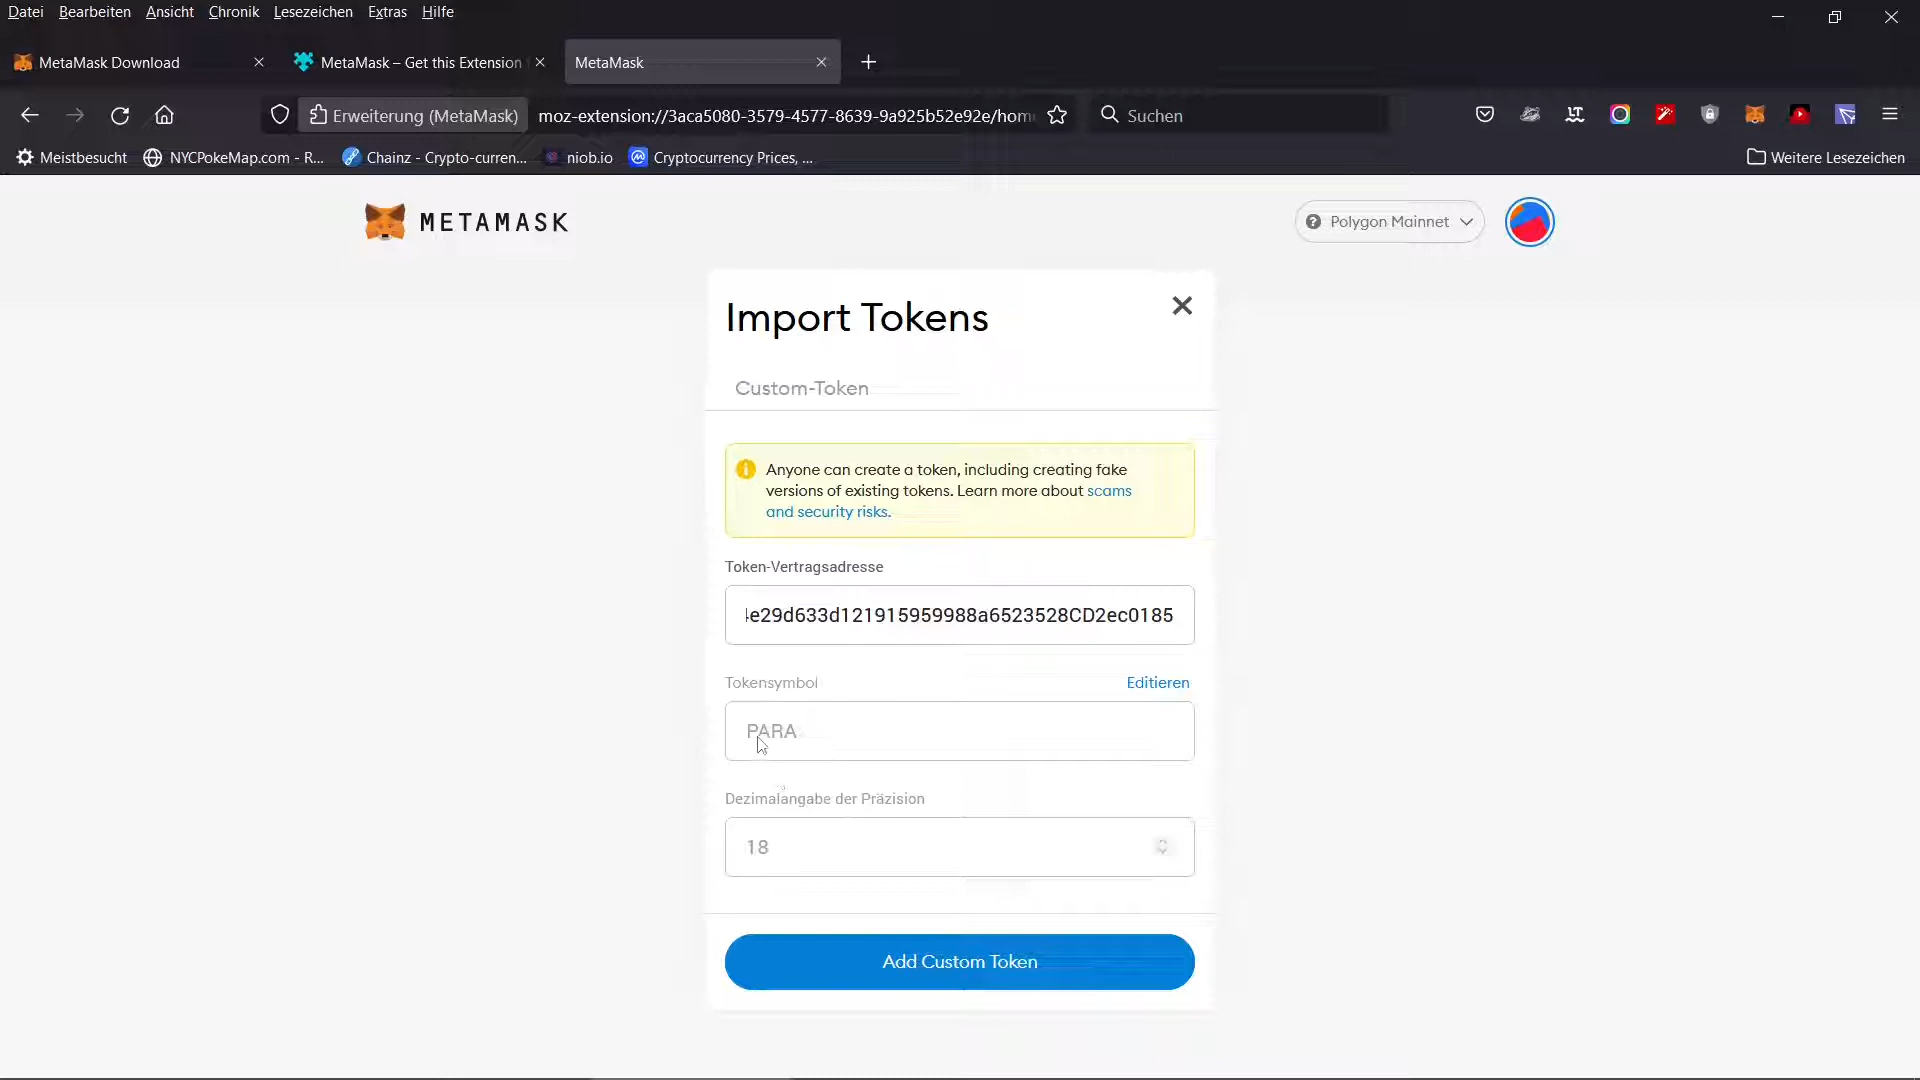 Datei Bearbeiten Ansicht Chronik Lesezeichen Extras Hilfe
MetaMask Download
MetaMask – Get this Extension
MetaMask
Erweiterung (MetaMask)
moz-extension://3aca5080-3579-4577-8639-9a925b52e92e/hom
Suchen
Meistbesucht
NYCPokeMap.com - R...
Chainz - Crypto-curren...
niob.io
Cryptocurrency Prices, ...
Weitere Lesezeichen
METAMASK
Polygon Mainnet
Import Tokens
Custom-Token
Anyone can create a token, including creating fake
versions of existing tokens. Learn more about scams
and security risks.
Token-Vertragsadresse
4e29d633d121915959988a6523528CD2ec0185
Tokensymbol
Editieren
PARA
Dezimalangabe der Präzision
18
Add Custom Token